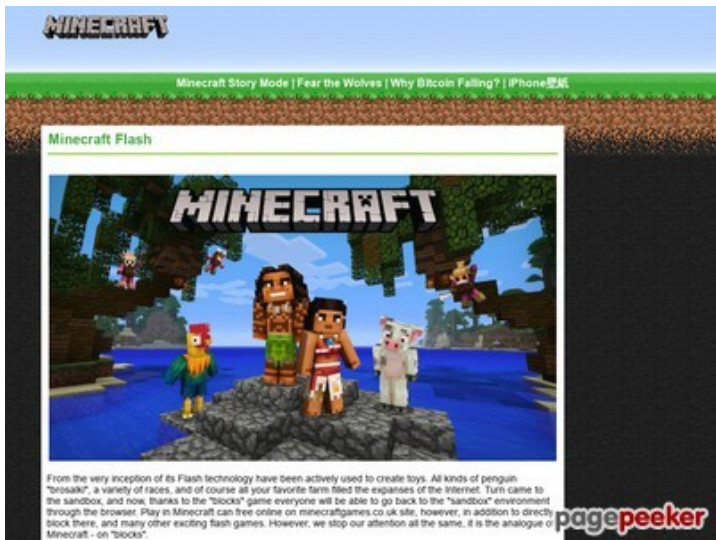 MINECRAFT
Minecraft Story Mode | Fear the Wolves | Why Bitcoin Falling? | iPhone壁紙
Minecraft Flash
MINECRAFT
From the very inception of its Flash technology have been actively used to create toys. All kinds of penguin
"brosalki", a variety of races, and of course all your favorite farm filled the expanses of the Internet. Turn came to
the sandbox, and now, thanks to the "blocks" game everyone will be able to go back to the "sandbox" environment
through the browser. Play in Minecraft can free online on minecraftgames.co.uk site, however, in addition to directly
block there, and many other exciting flash games. However, we stop our attention all the same, it is the analogue of
Minecraft - on "blocks".
pagepeeker